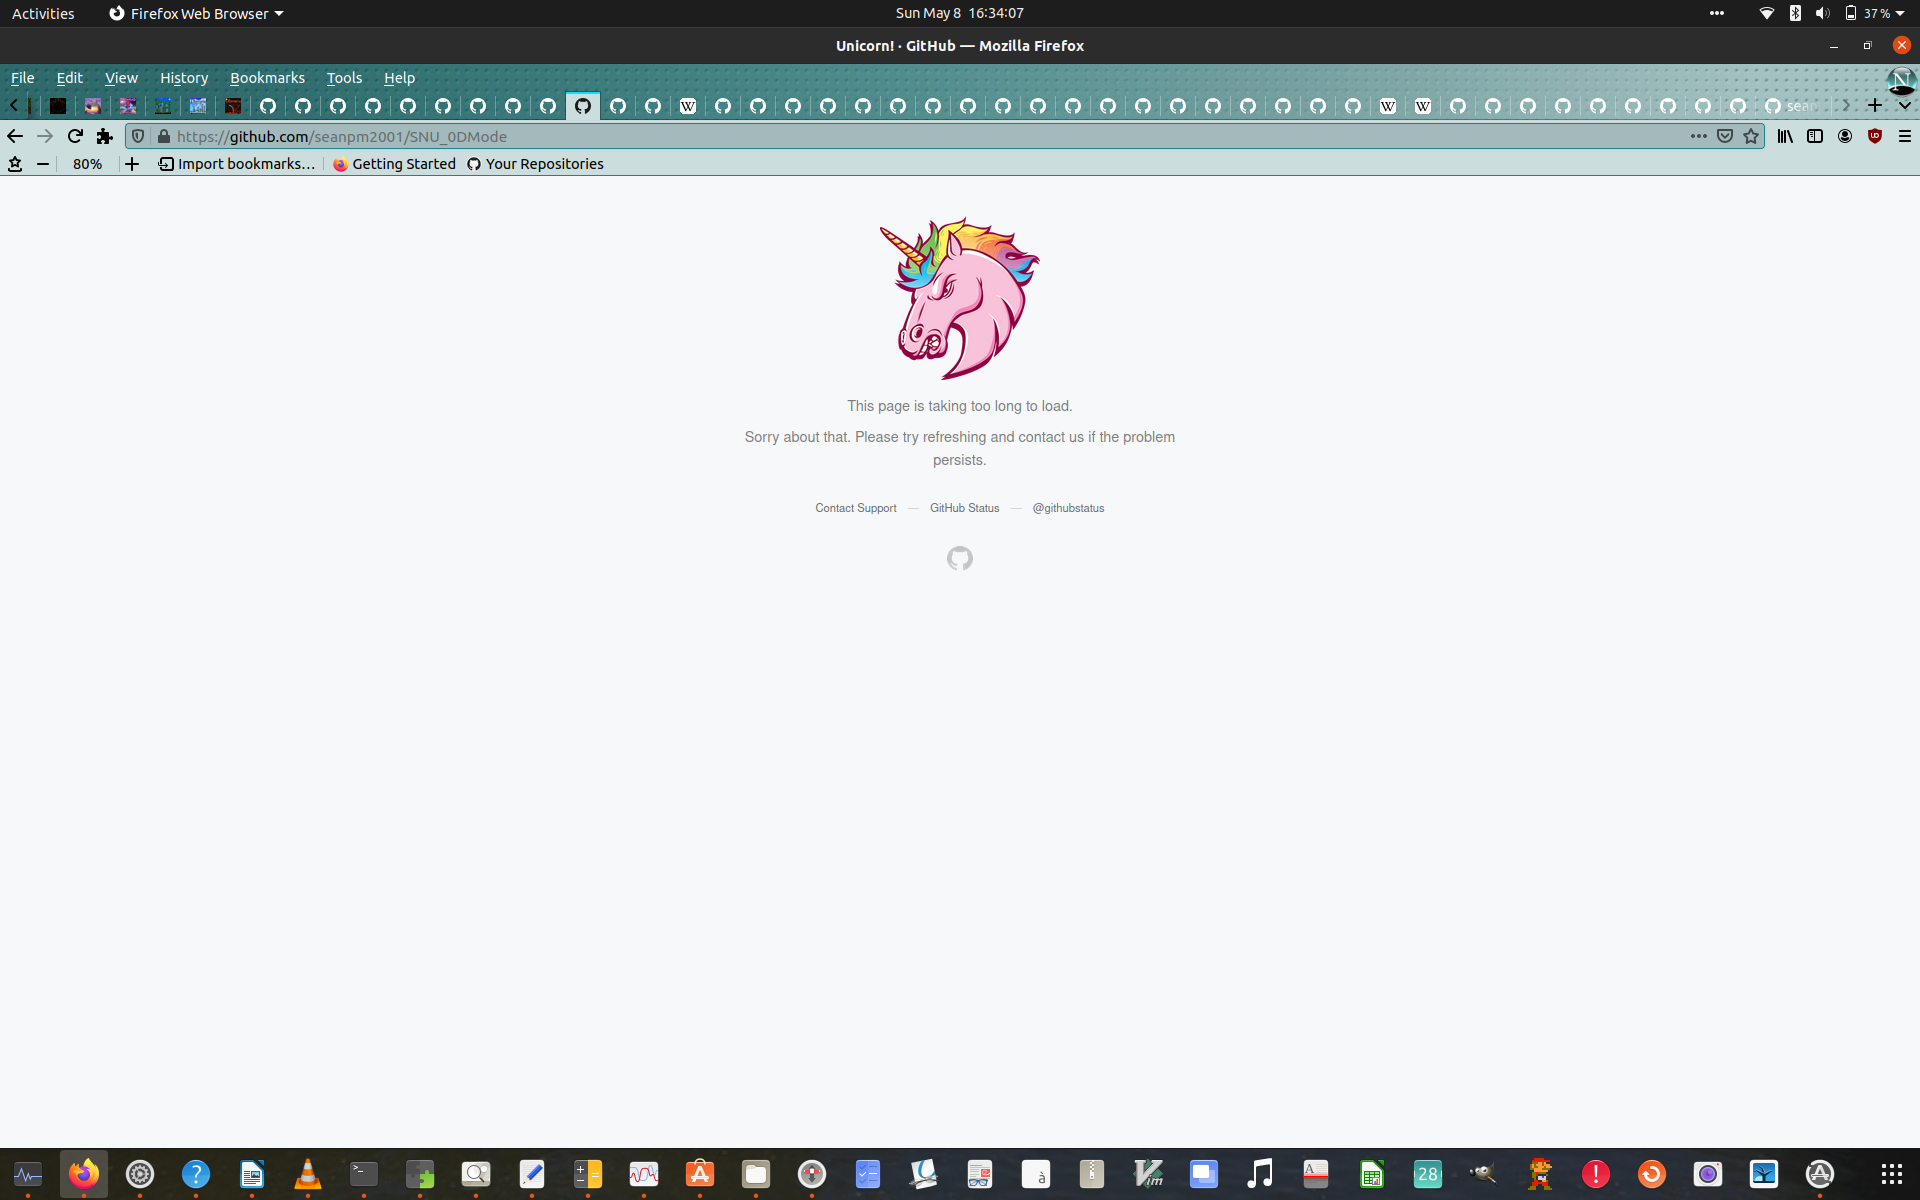 Activities Firefox Web Browser Sun May 8 16:34:07 37 %
Unicorn! · GitHub — Mozilla Firefox
File Edit View History Bookmarks Tools Help
N
W W W
https://github.com/seanpm2001/SNU_0DMode
80% Import bookmarks... Getting Started Your Repositories
This page is taking too long to load.
Sorry about that. Please try refreshing and contact us if the problem
persists.
Contact Support — GitHub Status — @githubstatus
28